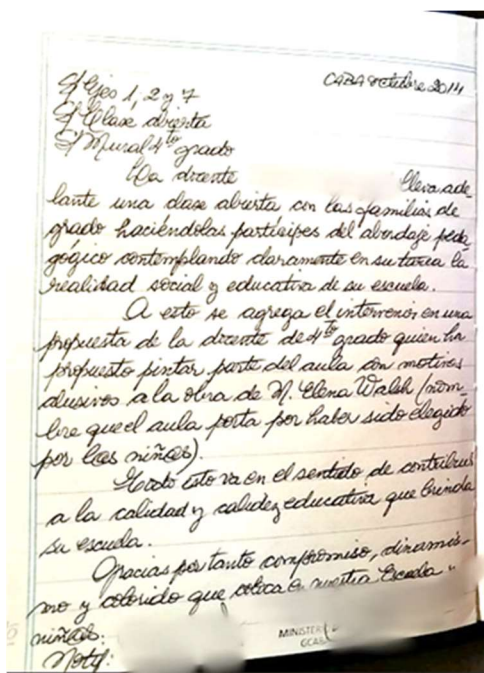 CABA octubre 2014
S/ Ejes 1, 2 y 7
S/ Clase abierta
S/ Mural 4to grado
La docente lleva ade-
lante una clase abierta con las familias de
grado haciéndolas partícipes del abordaje peda-
gógico contemplando claramente en su tarea la
realidad social y educativa de su escuela.
A esto se agrega el intervenir en una
propuesta de la docente de 4to grado quien ha
propuesto pintar parte del aula con motivos
alusivos a la obra de M. Elena Walsh (nom-
bre que el aula porta por haber sido elegido
por los niñas).
Todo esto va en el sentido de contribuir
a la calidad y calidez educativa que brinda
su escuela.
Gracias por tanto compromiso, dinamis-
mo y colorido que coloca en nuestra Escuela
niñas.
Notif:
MINISTER
GCAB